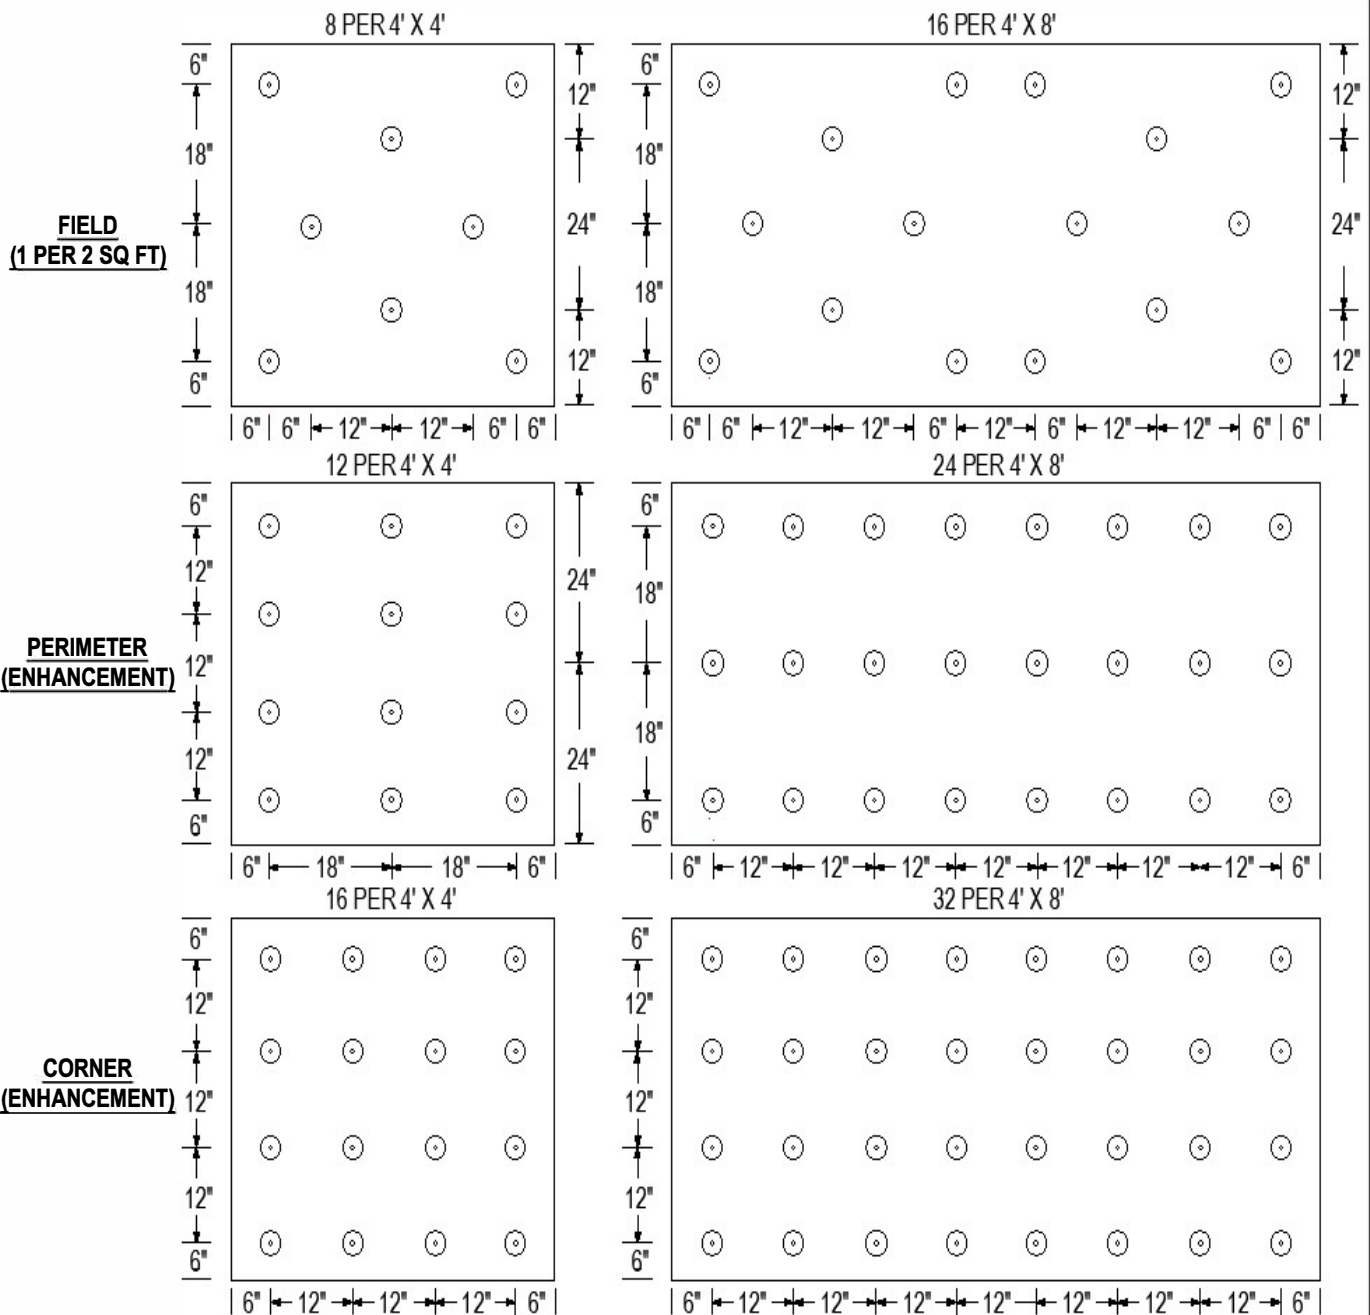 8 PER 4' X 4'
16 PER 4' X 8'
FIELD
(1 PER 2 SQ FT)
6"
18"
18"
6"
12"
24"
12"
6" 6" 12" 12" 6" 6"
6"
18"
18"
6"
12"
24"
12"
6" 6" 12" 12" 6" 12" 6" 12" 12" 6" 6"
12 PER 4' X 4'
24 PER 4' X 8'
PERIMETER
(ENHANCEMENT)
6"
12"
12"
12"
6"
24"
24"
6" 18" 18" 6"
6"
18"
18"
6"
6" 12" 12" 12" 12" 12" 12" 12" 6"
16 PER 4' X 4'
32 PER 4' X 8'
CORNER
(ENHANCEMENT)
6"
12"
12"
12"
6"
6" 12" 12" 12" 6"
6"
12"
12"
12"
6"
6" 12" 12" 12" 12" 12" 12" 12" 6"